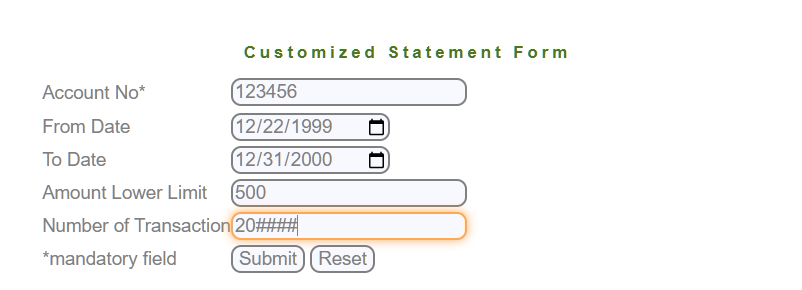 Customized Statement Form
Account No* 123456
From Date 12/22/1999
To Date 12/31/2000
Amount Lower Limit 500
Number of Transaction 20####
*mandatory field Submit Reset